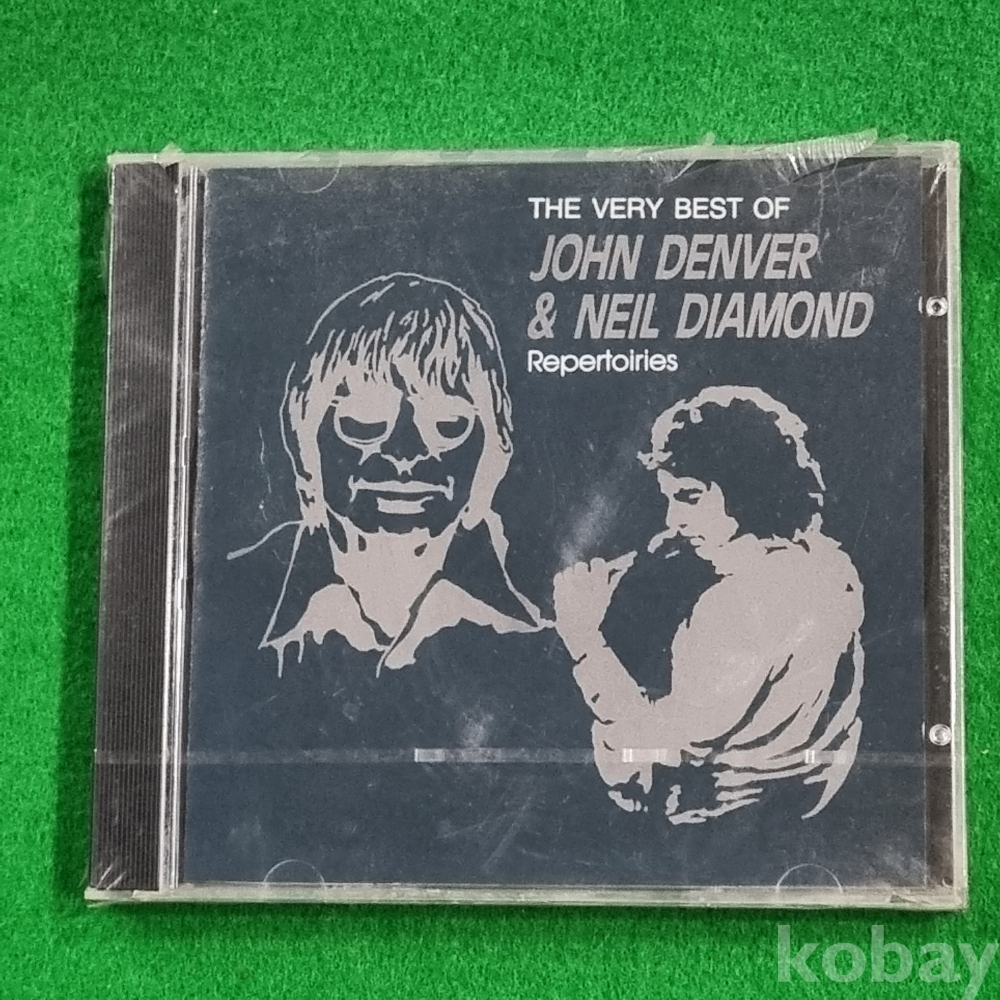 THE VERY BEST OF
JOHN DENVER
& NEIL DIAMOND
Repertoiries
kobay